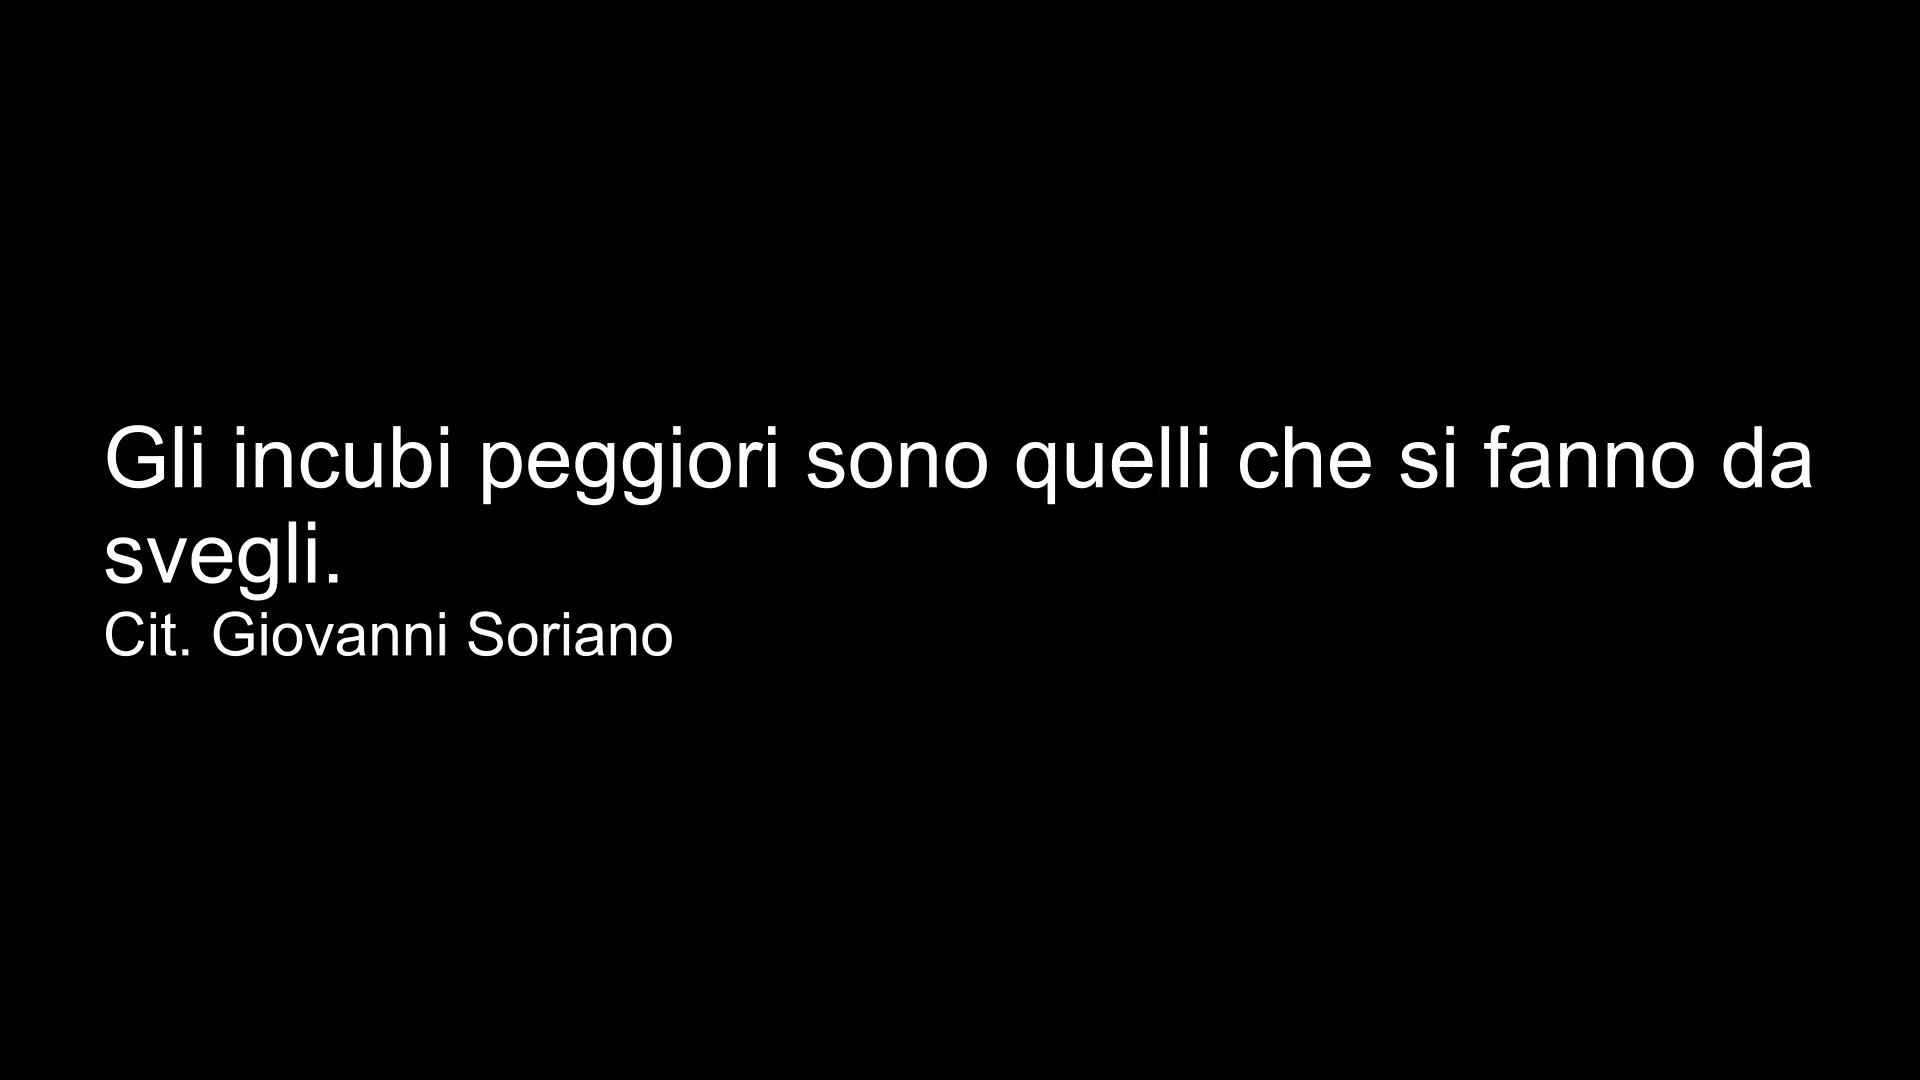 Gli incubi peggiori sono quelli che si fanno da
svegli.
Cit. Giovanni Soriano